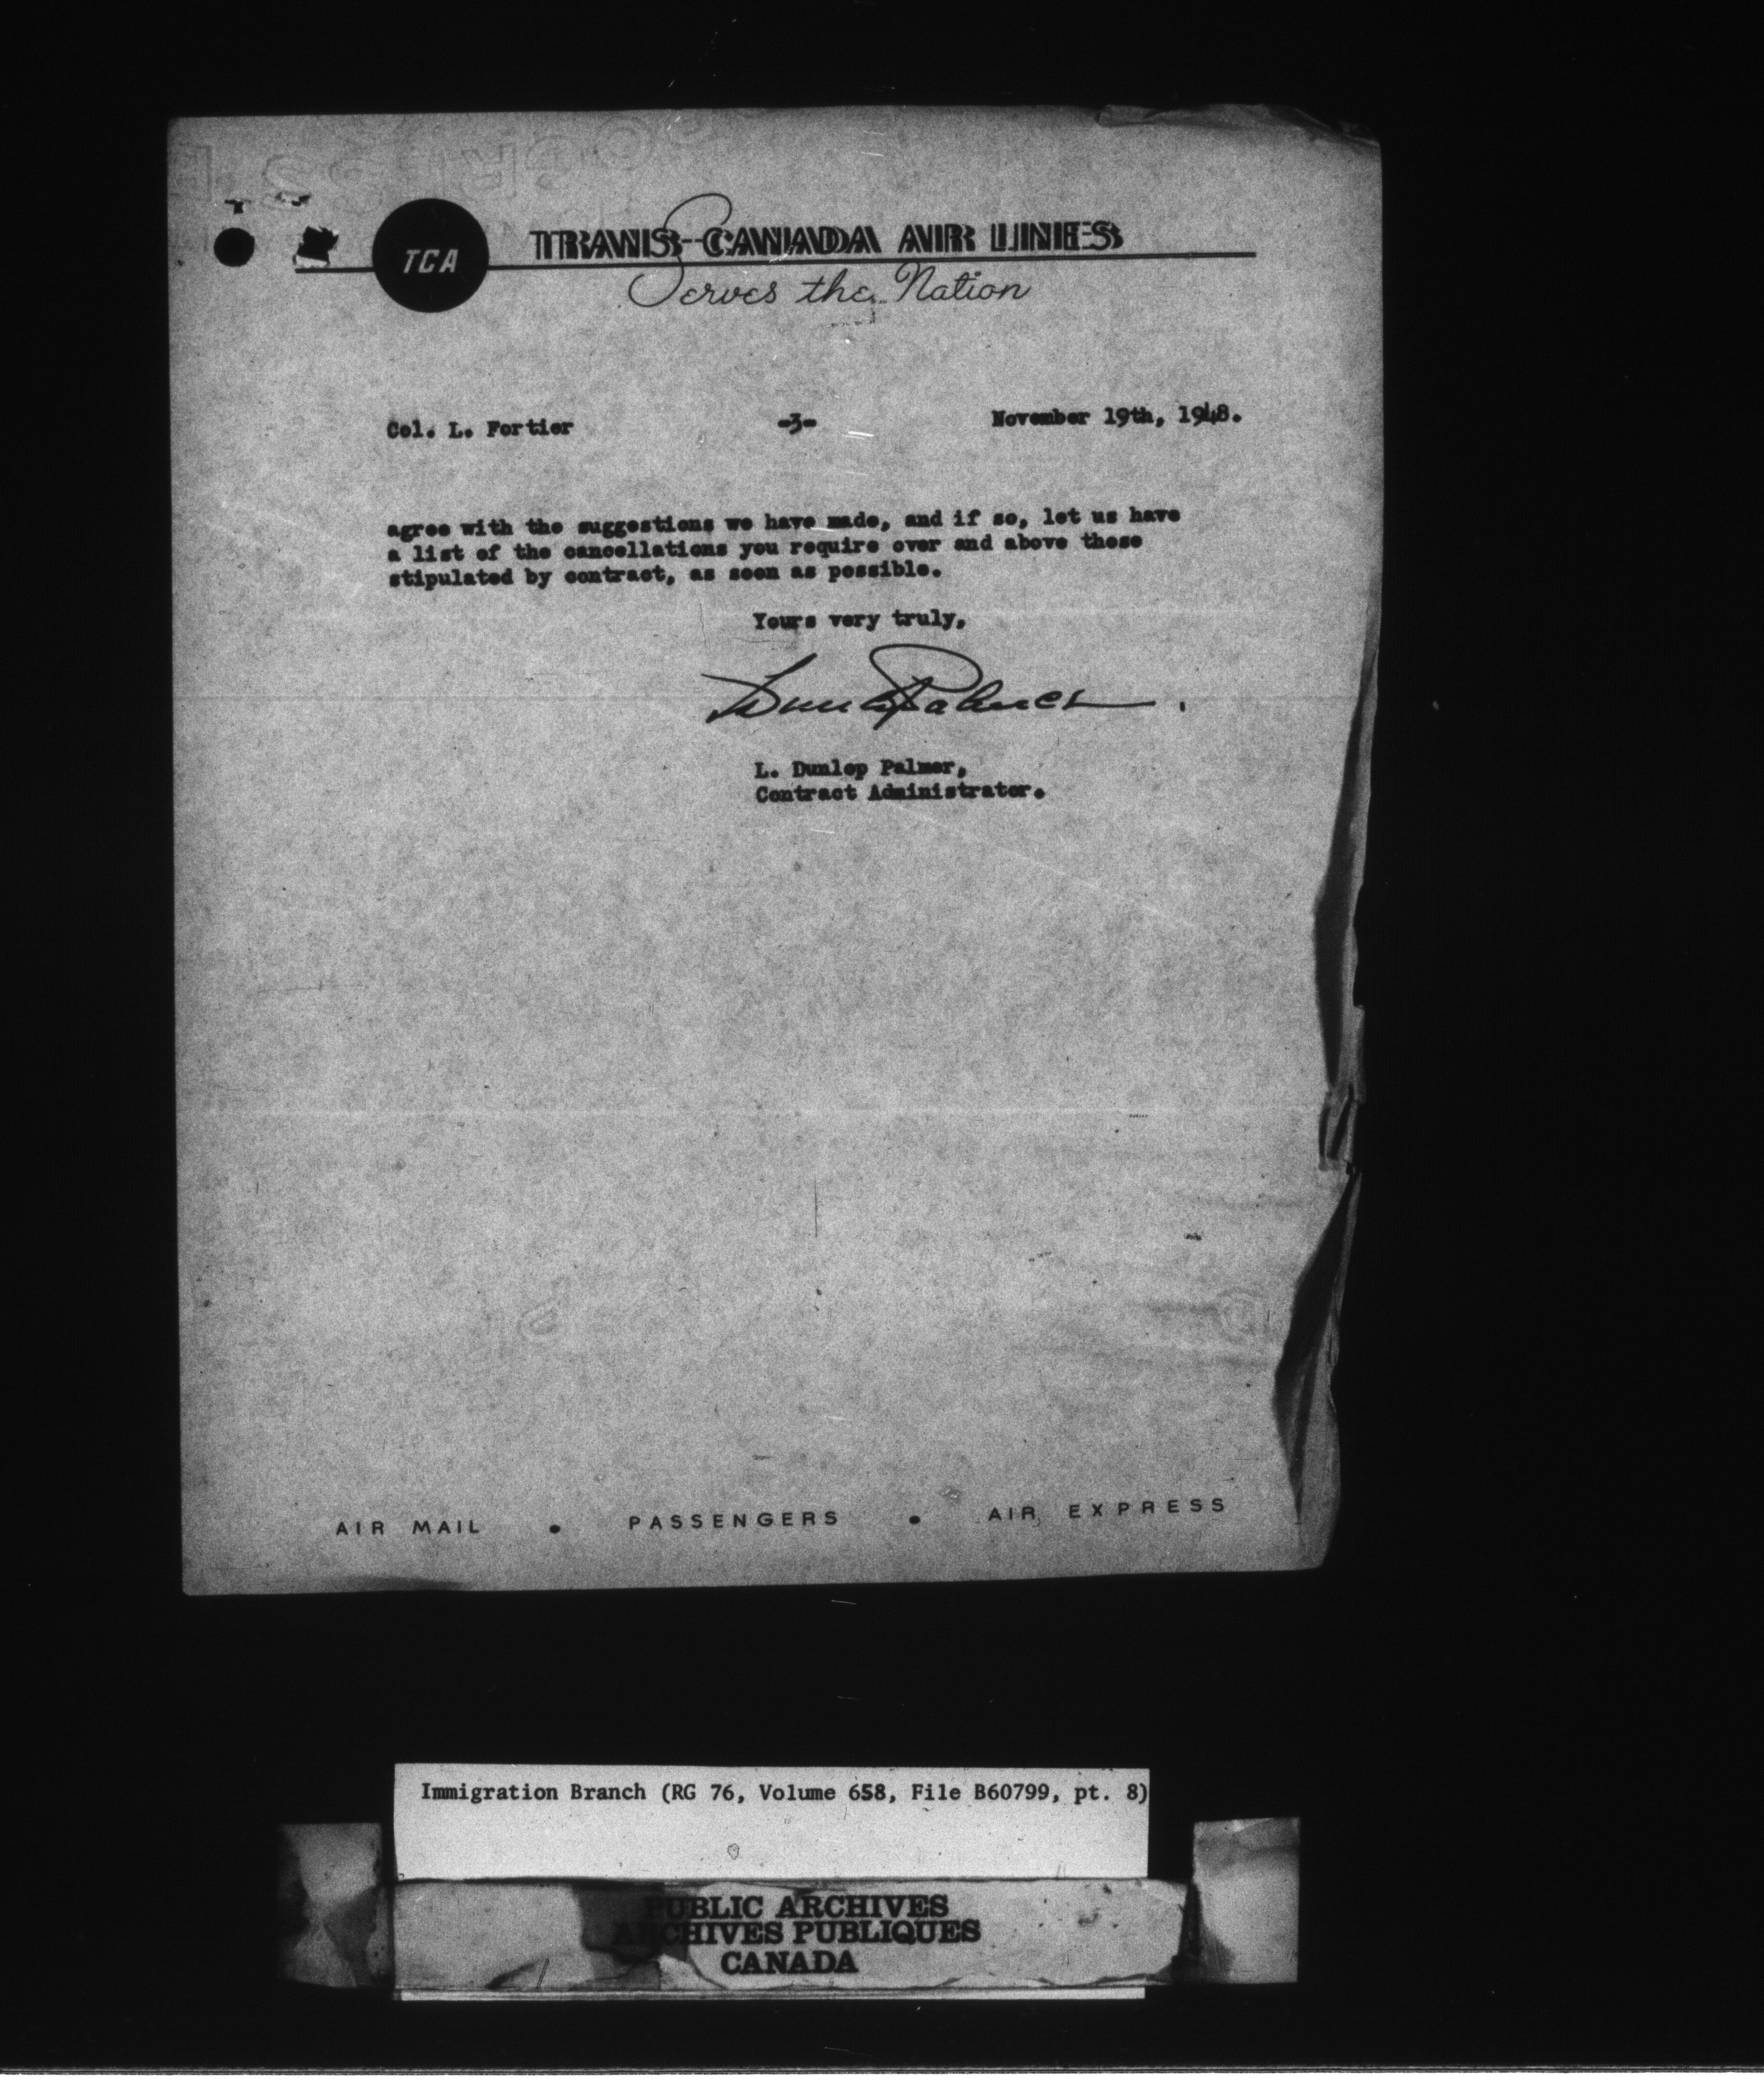 TCA
TRANS-CANADA AIR LINES
Serves the Nation
Col. L. Fortier -3- November 19th, 1948.
agree with the suggestions we have made, and if so, let us have
a list of the cancellations you require over and above those
stipulated by contract, as soon as possible.
Yours very truly,
L. Dunlop Palmer,
Contract Administrator.
AIR MAIL • PASSENGERS • AIR EXPRESS
Immigration Branch (RG 76, Volume 658, File B60799, pt. 8)
PUBLIC ARCHIVES
ARCHIVES PUBLIQUES
CANADA